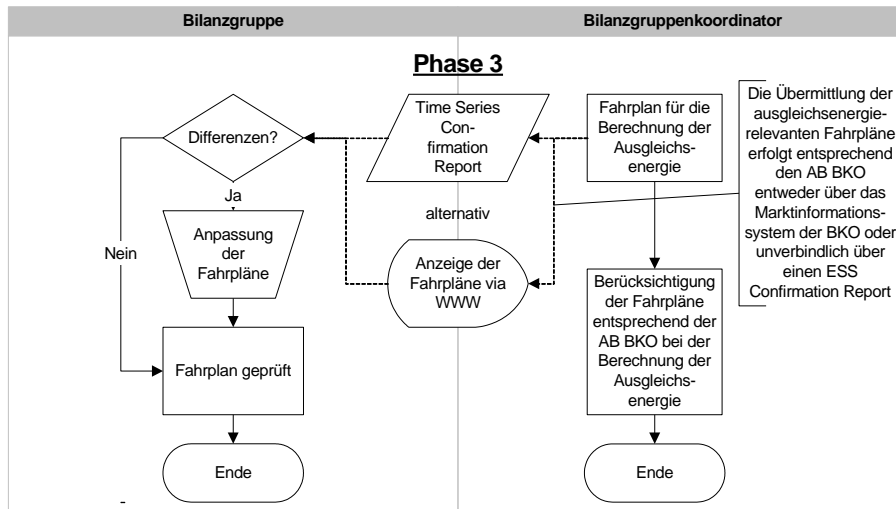 Bilanzgruppe
Bilanzgruppenkoordinator
Phase 3
Differenzen?
Time Series
Con-
firmation
Report
Fahrplan für die
Berechnung der
Ausgleichs-
energie
Die Übermittlung der
ausgleichsenergie-
relevanten Fahrpläne
erfolgt entsprechend
den AB BKO
entweder über das
Marktinformations-
system der BKO oder
unverbindlich über
einen ESS
Confirmation Report
Ja
Nein
Anpassung
der
Fahrpläne
alternativ
Anzeige der
Fahrpläne via
WWW
Berücksichtigung
der Fahrpläne
entsprechend der
AB BKO bei der
Berechnung der
Ausgleichs-
energie
Fahrplan geprüft
Ende
Ende
-